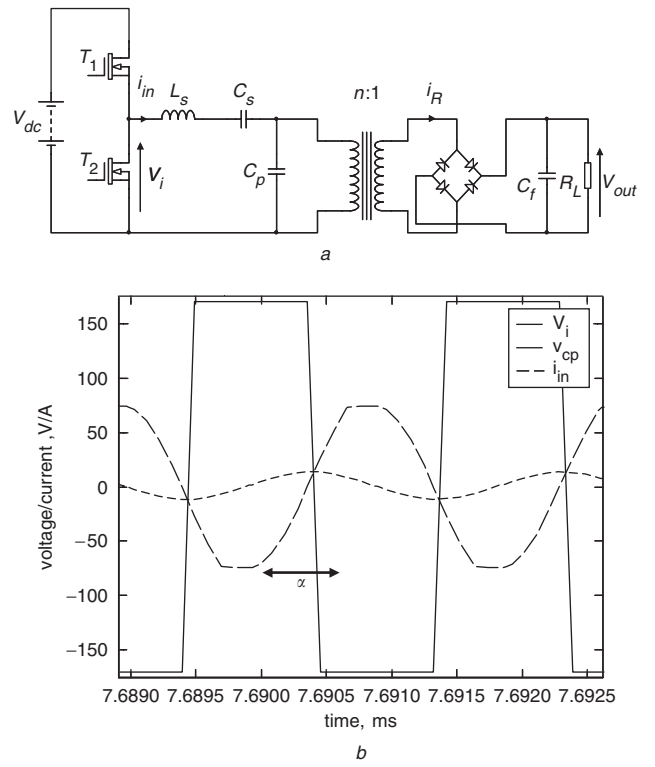 T1
iin
Ls
Cs
n:1
iR
Vdc
T2
Vi
Cp
Cf
RL
Vout
a
voltage/current ,V/A
150
100
50
0
−50
−100
−150
Vi
vcp
iin
α
7.6890 7.6895 7.6900 7.6905 7.6910 7.6915 7.6920 7.6925
time, ms
b